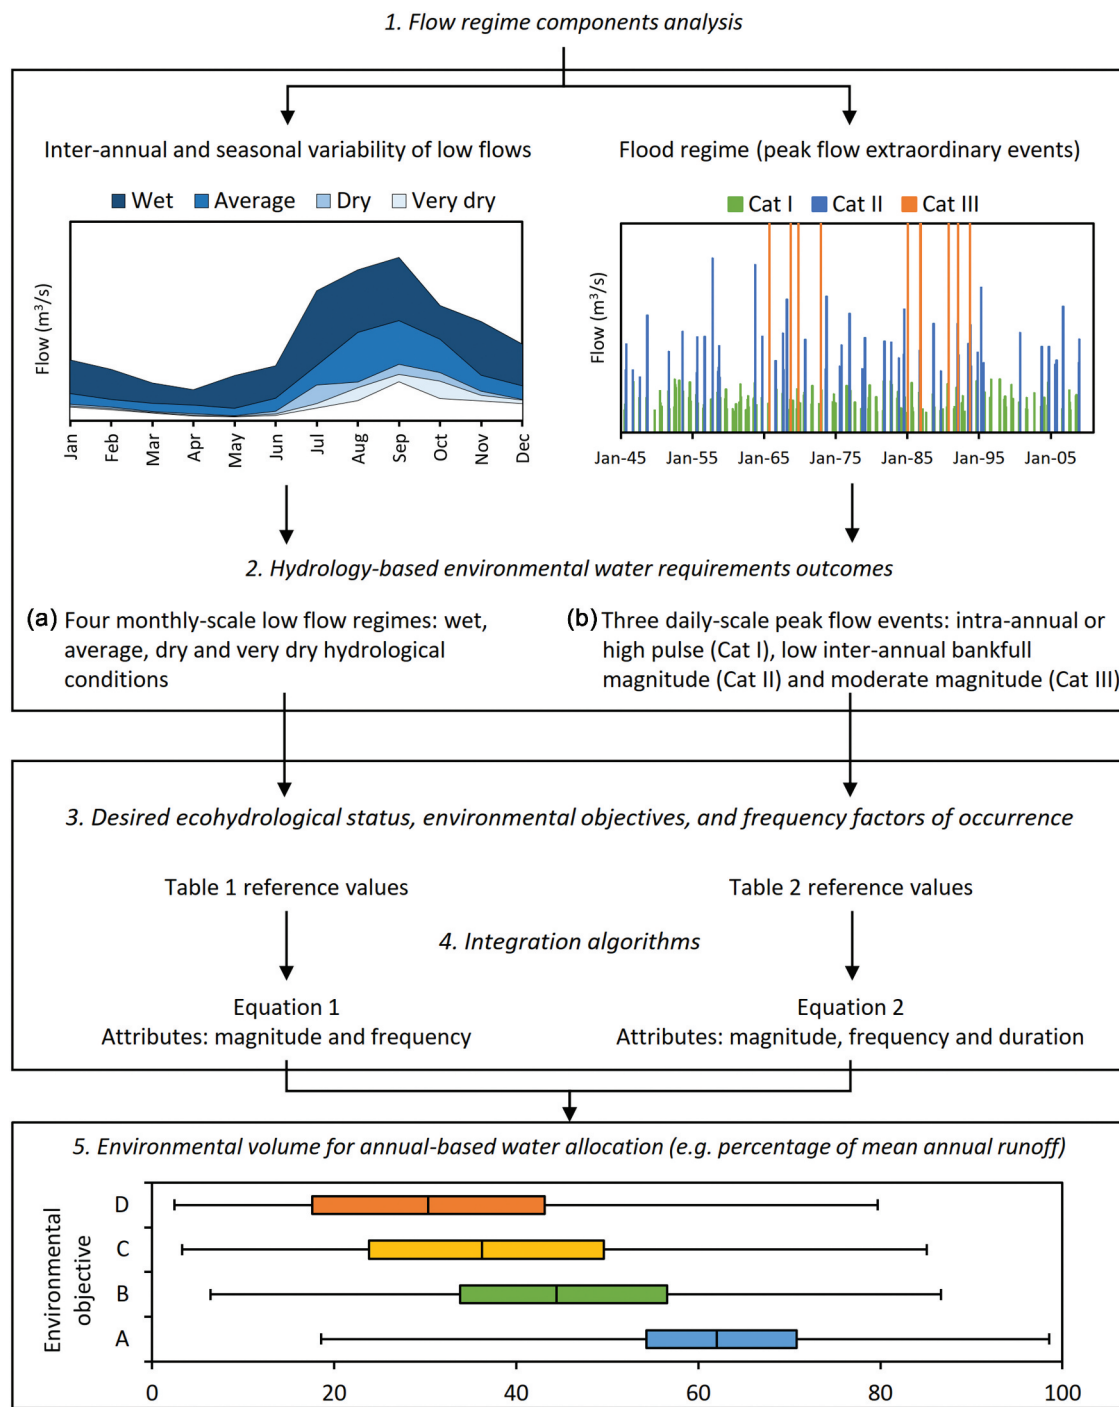 1. Flow regime components analysis
Inter-annual and seasonal variability of low flows
Wet Average Dry Very dry
Flow (m³/s)
Jan Feb Mar Apr May Jun Jul Aug Sep Oct Nov Dec
Flood regime (peak flow extraordinary events)
Cat I Cat II Cat III
Flow (m³/s)
Jan-45 Jan-55 Jan-65 Jan-75 Jan-85 Jan-95 Jan-05
2. Hydrology-based environmental water requirements outcomes
(a) Four monthly-scale low flow regimes: wet,
average, dry and very dry hydrological
conditions
(b) Three daily-scale peak flow events: intra-annual or
high pulse (Cat I), low inter-annual bankfull
magnitude (Cat II) and moderate magnitude (Cat III)
3. Desired ecohydrological status, environmental objectives, and frequency factors of occurrence
Table 1 reference values
Table 2 reference values
4. Integration algorithms
Equation 1
Attributes: magnitude and frequency
Equation 2
Attributes: magnitude, frequency and duration
5. Environmental volume for annual-based water allocation (e.g. percentage of mean annual runoff)
Environmental
objective
D
C
B
A
0 20 40 60 80 100